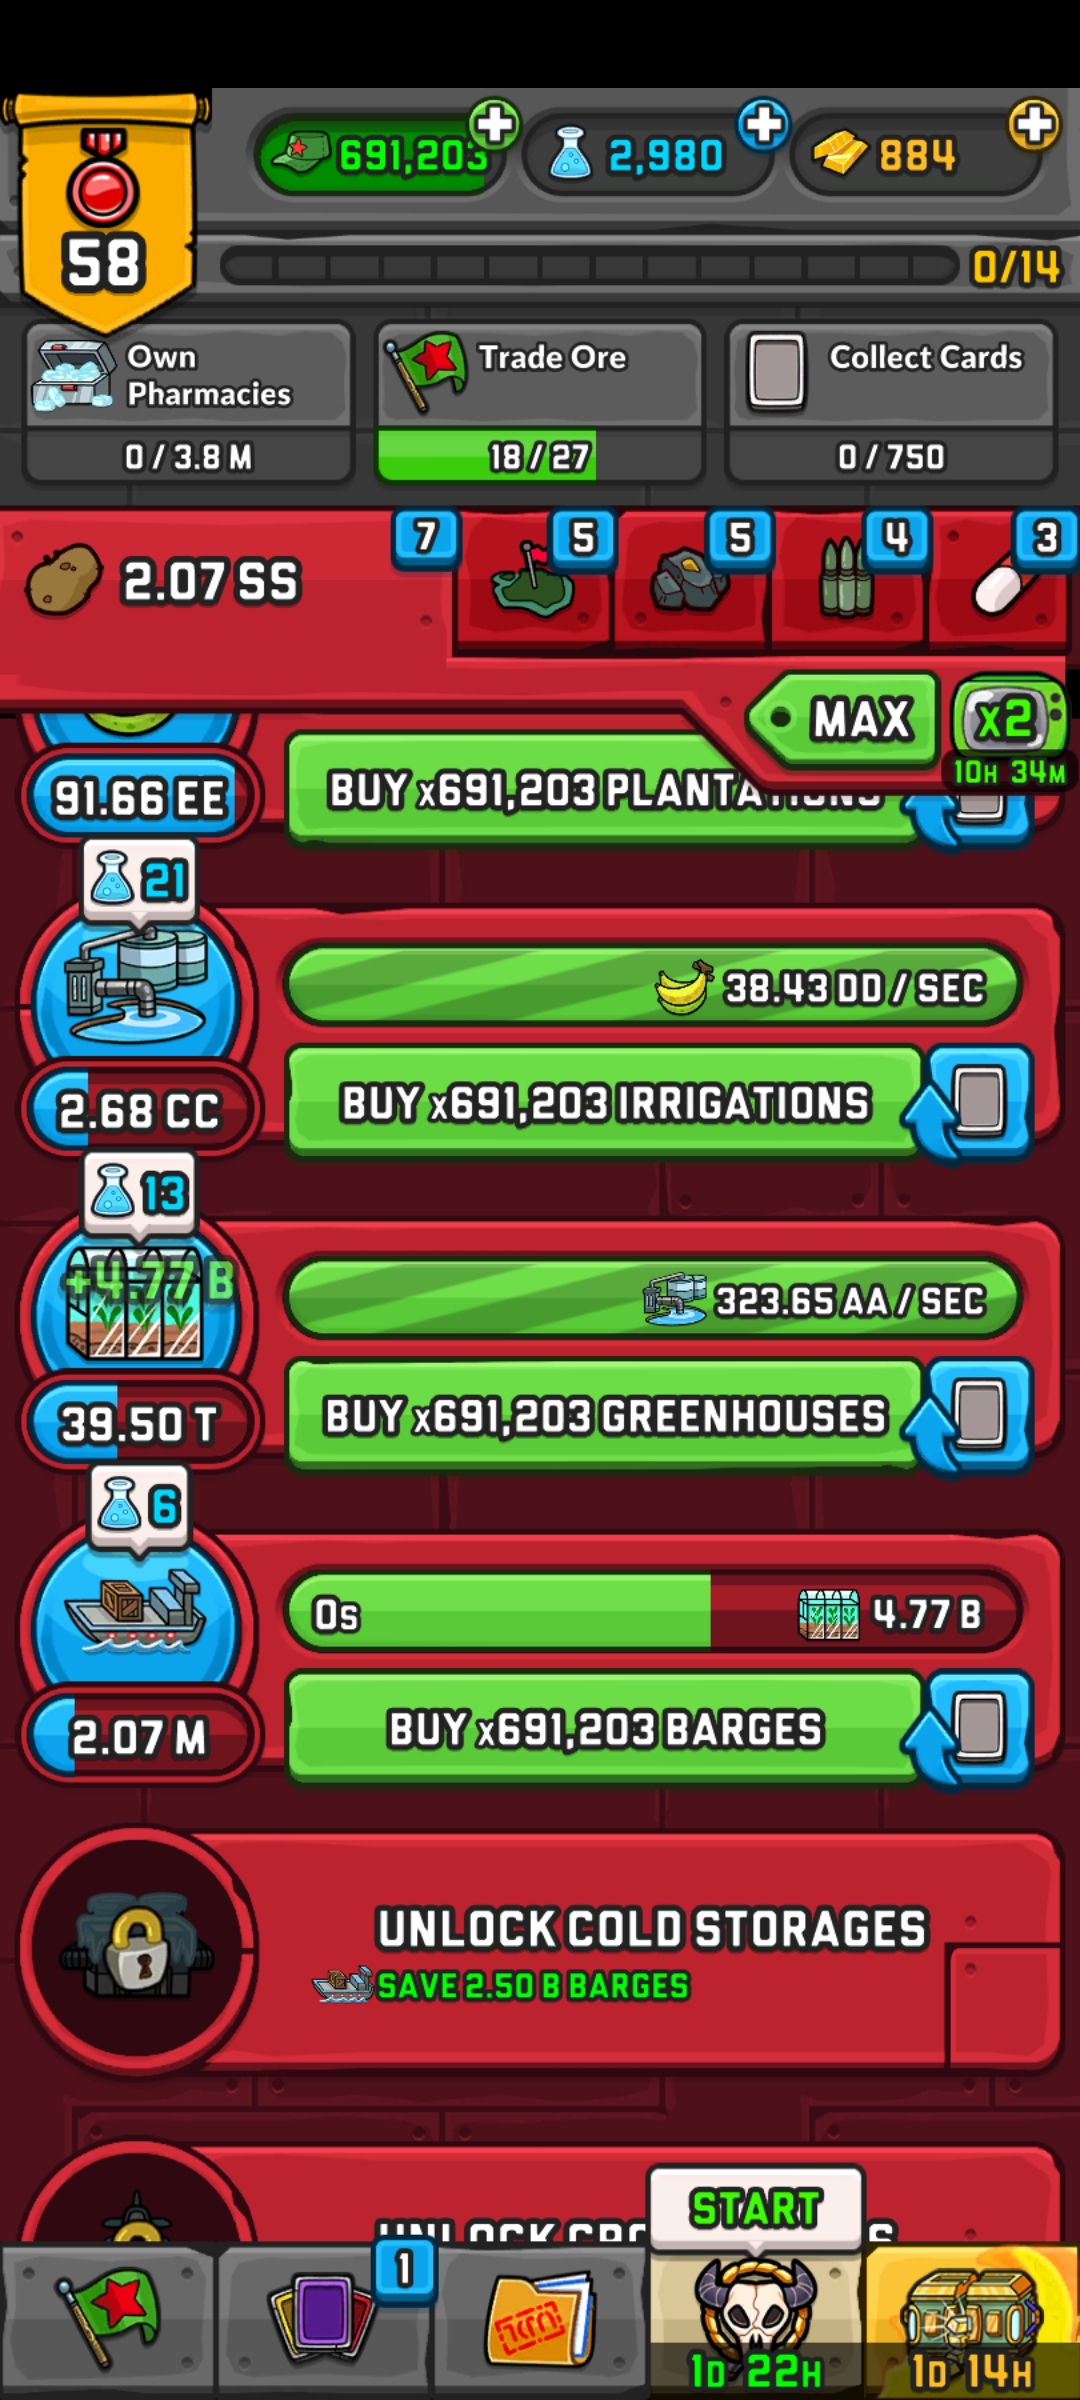 691,203
2,980
884
58
0/14
Own
Pharmacies
Trade Ore
Collect Cards
0 / 3.8 M
18 / 27
0 / 750
2.07 SS
7
5
5
4
3
MAX
x2
10H 34M
91.66 EE
BUY x691,203 PLANTATIONS
21
38.43 DD / SEC
2.68 CC
BUY x691,203 IRRIGATIONS
13
+4.77 B
323.65 AA / SEC
39.50 T
BUY x691,203 GREENHOUSES
6
0s
4.77 B
2.07 M
BUY x691,203 BARGES
UNLOCK COLD STORAGES
SAVE 2.50 B BARGES
UNLOCK
START
1
1D 22H
1D 14H